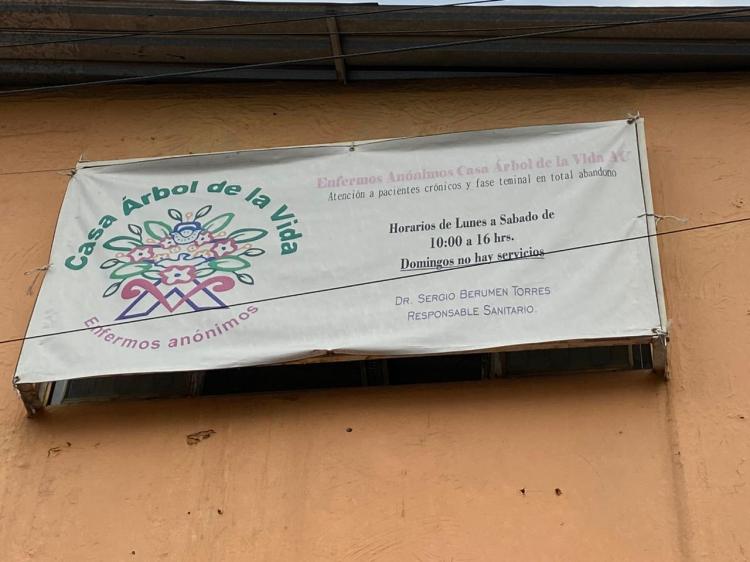 Casa Árbol de la Vida
Enfermos anónimos
Enfermos Anónimos Casa Árbol de la Vida AC
Atención a pacientes crónicos y fase teminal en total abandono
Horarios de Lunes a Sabado de
10:00 a 16 hrs.
Domingos no hay servicios
DR. SERGIO BERUMEN TORRES
RESPONSABLE SANITARIO.